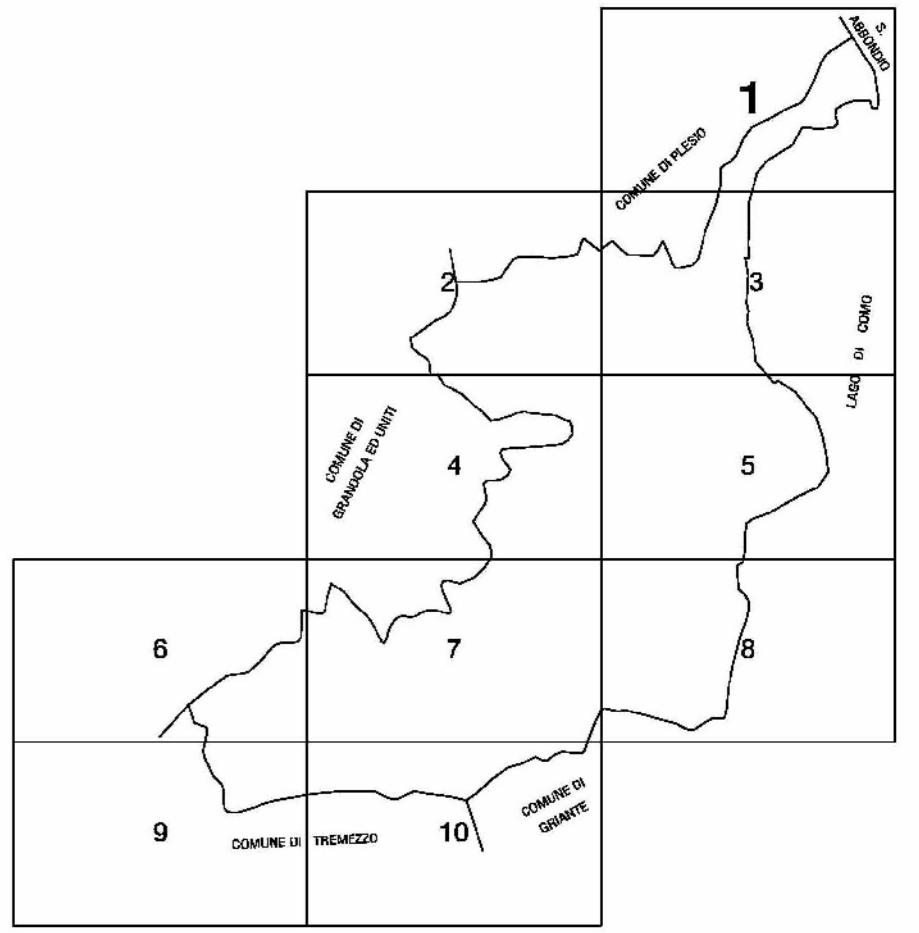 S.
ABBONDIO
1
COMUNE DI PLESIO
2
3
LAGO DI COMO
COMUNE DI
GRANDOLA ED UNITI
4
5
6
7
8
COMUNE DI
GRIANTE
9
COMUNE DI TREMEZZO
10